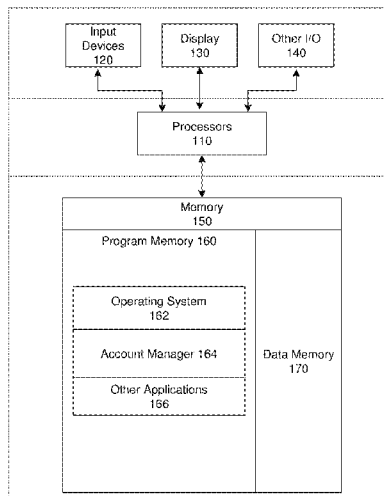 Input Devices
120
Display
130
Other I/O
140
Processors
110
Memory
150
Program Memory 160
Operating System
162
Account Manager 164
Other Applications
166
Data Memory
170